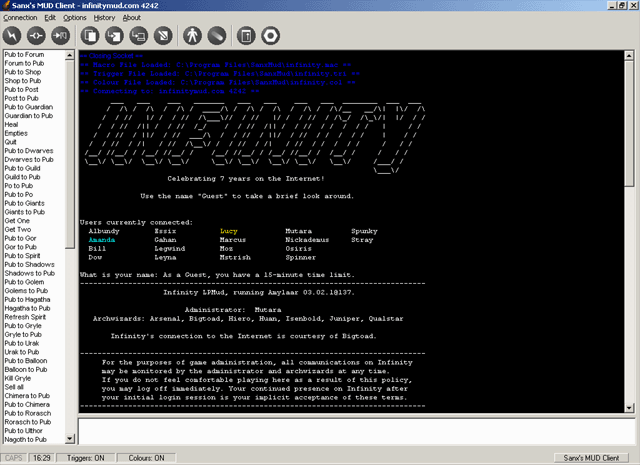 Sanx's MUD Client - infinitymud.com 4242
Connection Edit Options History About
Pub to Forum
Forum to Pub
Pub to Shop
Shop to Pub
Pub to Post
Post to Pub
Pub to Guardian
Guardian to Pub
Heal
Empties
Quit
Pub to Dwarves
Dwarves to Pub
Pub to Guild
Guild to Pub
Po to Pub
Pub to Po
Pub to Giants
Giants to Pub
Get One
Get Two
Pub to Gor
Gor to Pub
Pub to Spirit
Pub to Shadows
Shadows to Pub
Pub to Golem
Golems to Pub
Pub to Hagatha
Hagatha to Pub
Refresh Spirit
Pub to Gryle
Gryle to Pub
Pub to Urak
Urak to Pub
Pub to Balloon
Balloon to Pub
Kill Gryle
Sell all
Chimera to Pub
Pub to Chimera
Pub to Rorasch
Rorasch to Pub
Pub to Ulthor
Nagoth to Pub
INFINITY
Celebrating 7 years on the Internet!
Use the name "Guest" to take a brief look around.
Users currently connected:
Albundy Essiz Lucy Mutara Spunky
Amanda Gahan Marcus Nickademus Stray
Bill Legwind Moz Osiris
Dow Leyna Mstrish Spinner
What is your name: As a Guest, you have a 15-minute time limit.
Infinity LPMud, running Amylaar 03.02.1@137.
Administrator: Mutara
Archwizards: Arsenal, Bigtoad, Hiero, Huan, Isenbold, Juniper, Qualstar
Infinity's connection to the Internet is courtesy of Bigtoad.
For the purposes of game administration, all communications on Infinity
may be monitored by the administrator and archwizards at any time.
If you do not feel comfortable playing here as a result of this policy,
you may log off immediately. Your continued presence on Infinity after
your initial login session is your implicit acceptance of these terms.
CAPS 16:29 Triggers: ON Colours: ON Sanx's MUD Client